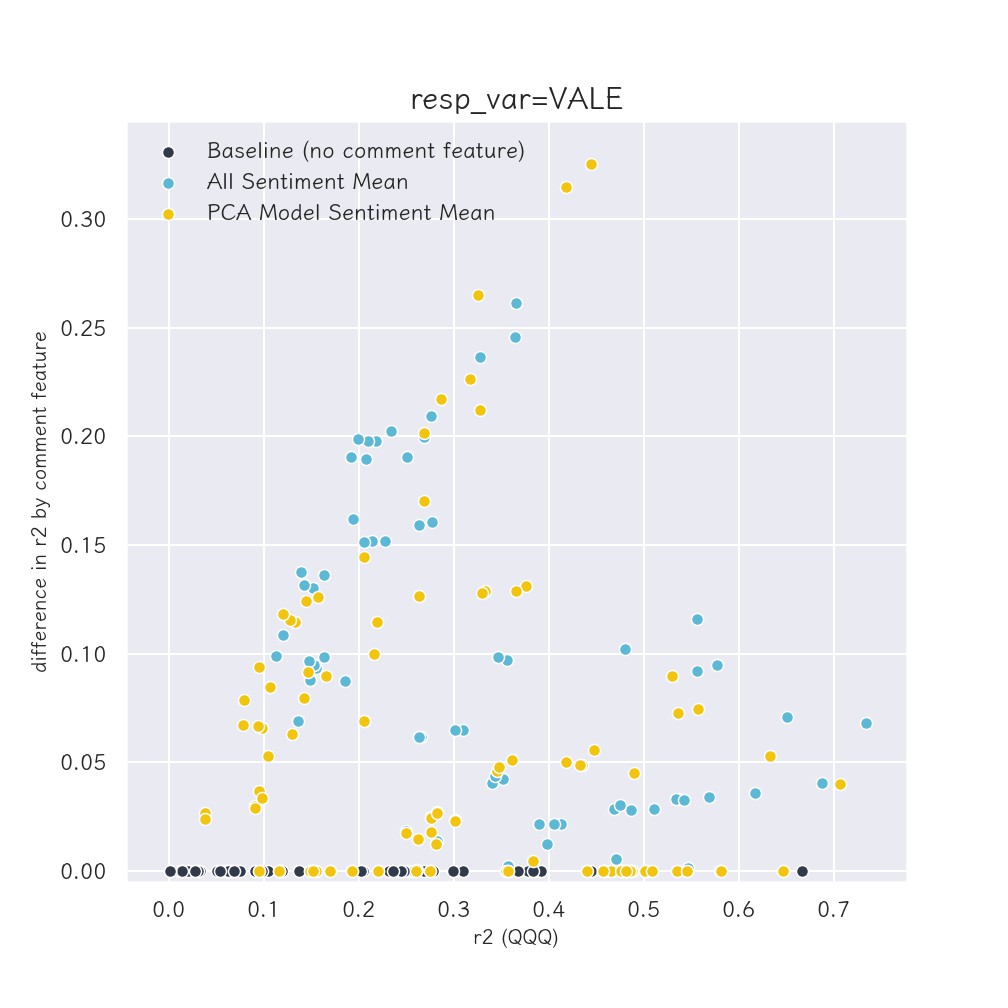 resp_var=VALE
Baseline (no comment feature)
All Sentiment Mean
PCA Model Sentiment Mean
0.30
0.25
0.20
0.15
0.10
0.05
0.00
difference in r2 by comment feature
0.0 0.1 0.2 0.3 0.4 0.5 0.6 0.7
r2 (QQQ)